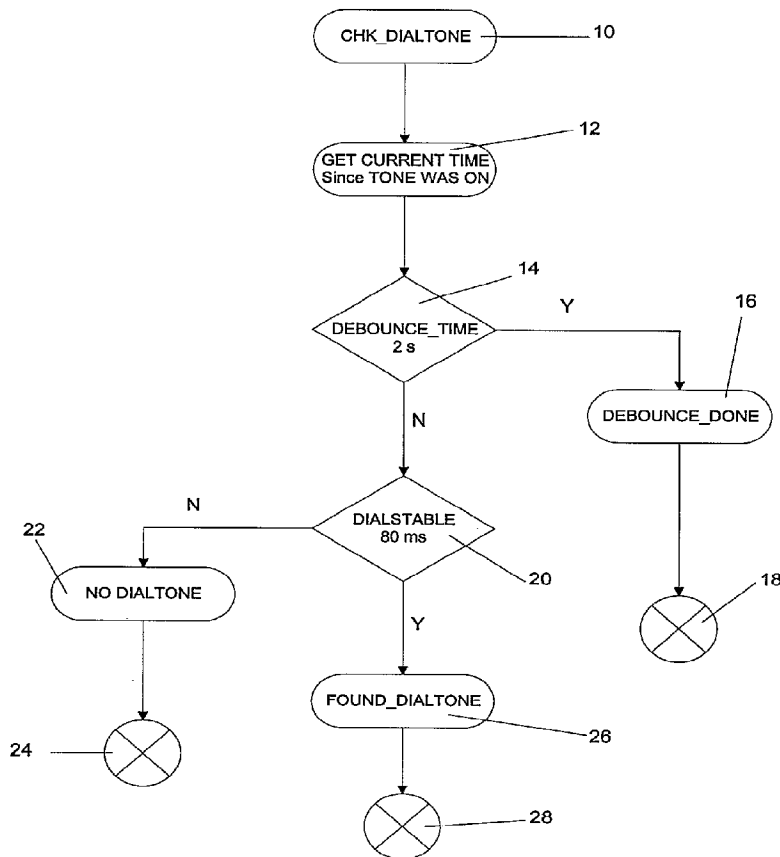 CHK_DIALTONE
10
12
GET CURRENT TIME
Since TONE WAS ON
14
DEBOUNCE_TIME
2 s
Y
16
DEBOUNCE_DONE
N
18
DIALSTABLE
80 ms
20
N
22
NO DIALTONE
Y
24
FOUND_DIALTONE
26
28